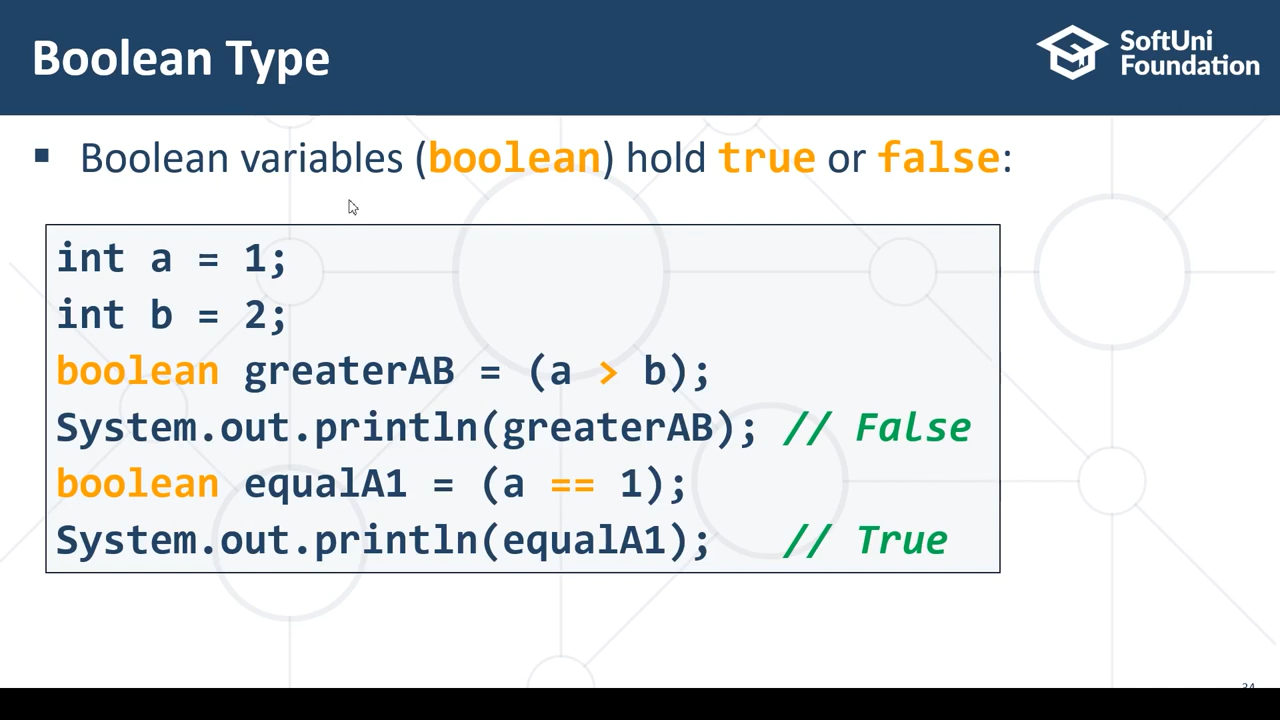 Boolean Type
SoftUni
Foundation
▪ Boolean variables (boolean) hold true or false:
int a = 1;
int b = 2;
boolean greaterAB = (a > b);
System.out.println(greaterAB); // False
boolean equalA1 = (a == 1);
System.out.println(equalA1); // True